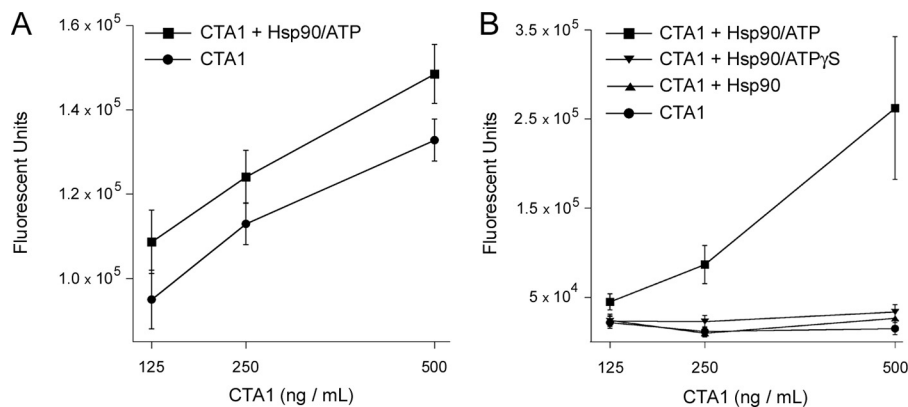 A
CTA1 + Hsp90/ATP
CTA1
1.6 x 10⁵
1.4 x 10⁵
1.2 x 10⁵
1.0 x 10⁵
Fluorescent Units
125
250
500
CTA1 (ng / mL)
B
CTA1 + Hsp90/ATP
CTA1 + Hsp90/ATPγS
CTA1 + Hsp90
CTA1
3.5 x 10⁵
2.5 x 10⁵
1.5 x 10⁵
5 x 10⁴
Fluorescent Units
125
250
500
CTA1 (ng / mL)